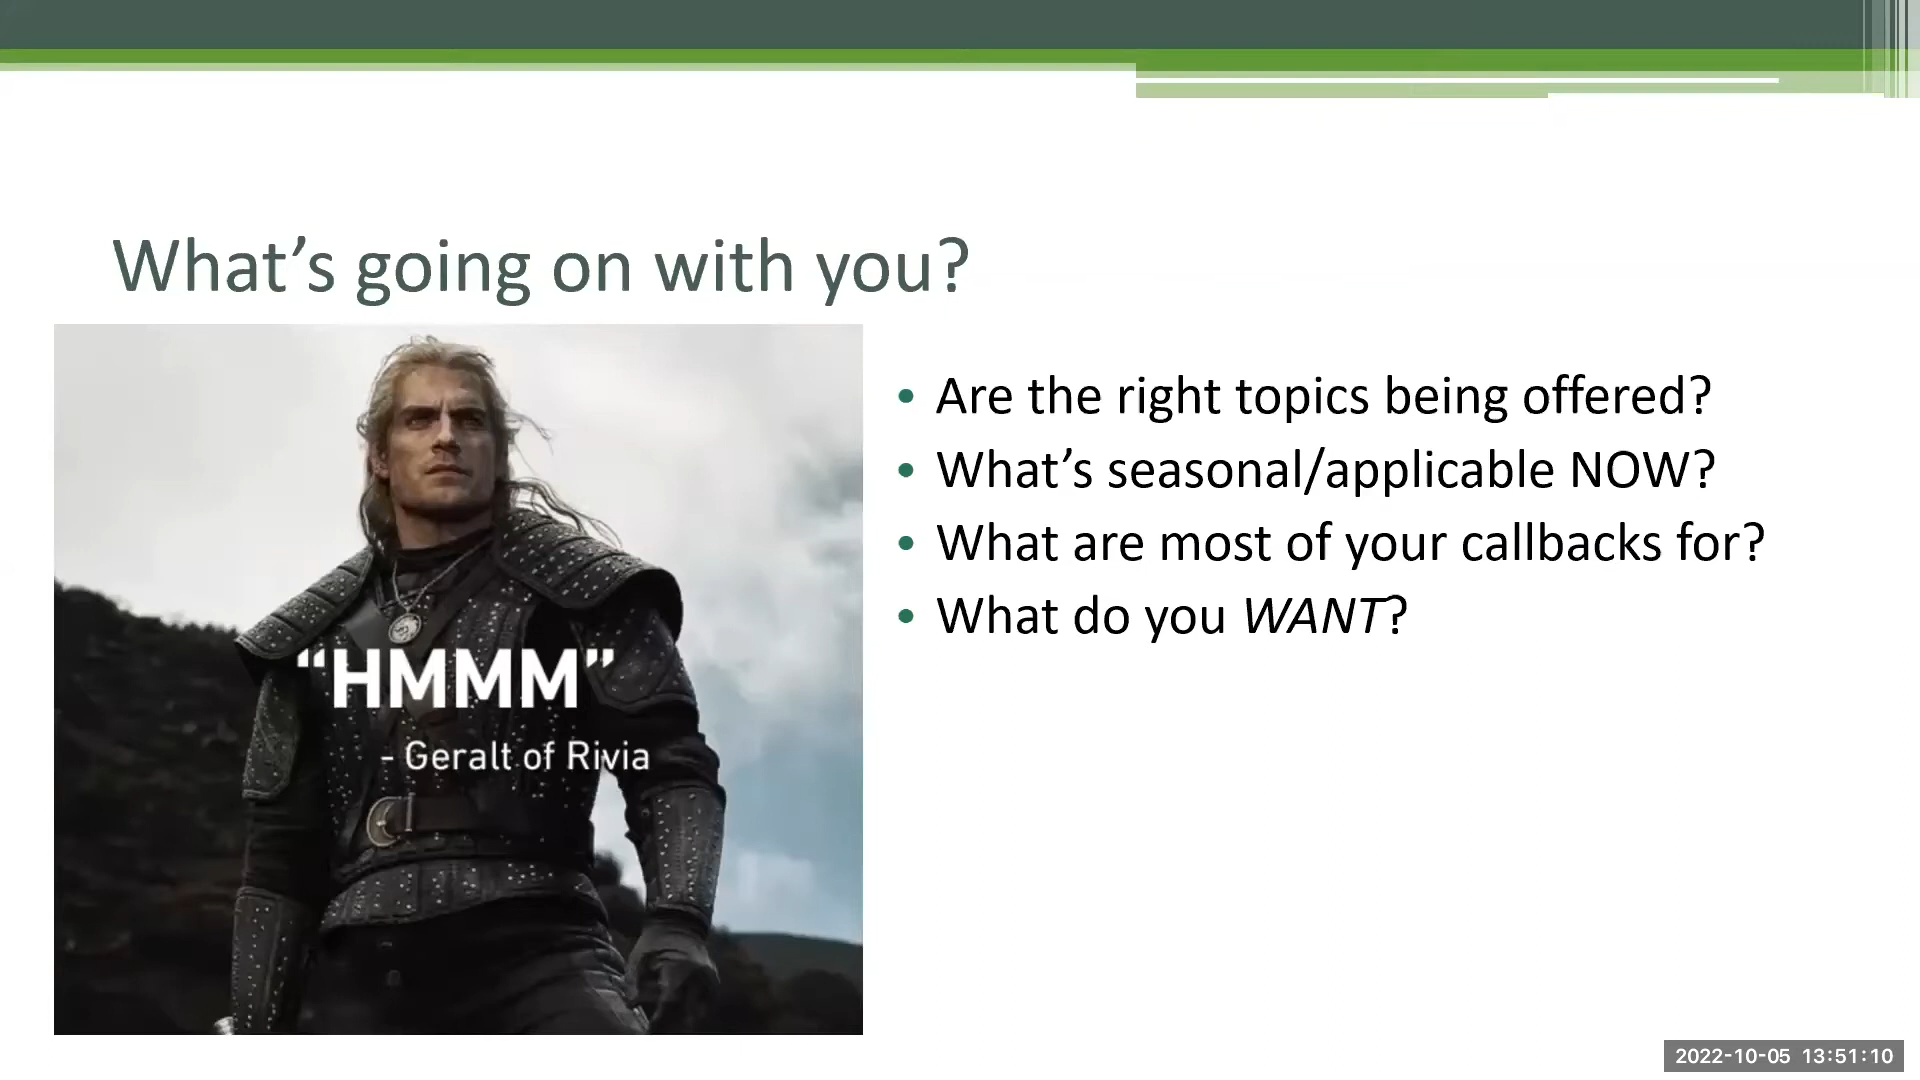 What’s going on with you?
“HMMM”
- Geralt of Rivia
• Are the right topics being offered?
• What’s seasonal/applicable NOW?
• What are most of your callbacks for?
• What do you WANT?
2022-10-05 13:51:10